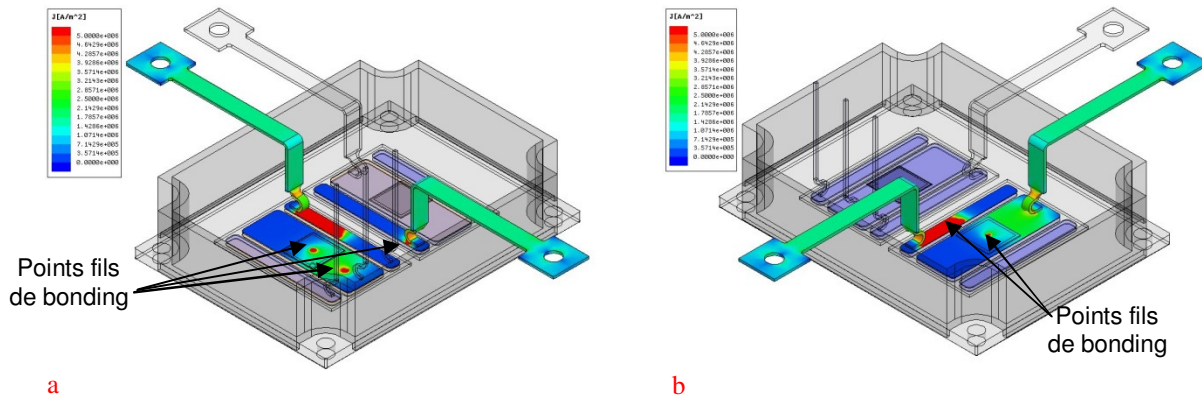 J[A/m^2]
5.0000e+006
4.6429e+006
4.2857e+006
3.9286e+006
3.5714e+006
3.2143e+006
2.8571e+006
2.5000e+006
2.1429e+006
1.7857e+006
1.4286e+006
1.0714e+006
7.1429e+005
3.5714e+005
0.0000e+000
Points fils
de bonding
a
J[A/m^2]
5.0000e+006
4.6429e+006
4.2857e+006
3.9286e+006
3.5714e+006
3.2143e+006
2.8571e+006
2.5000e+006
2.1429e+006
1.7857e+006
1.4286e+006
1.0714e+006
7.1429e+005
3.5714e+005
0.0000e+000
Points fils
de bonding
b